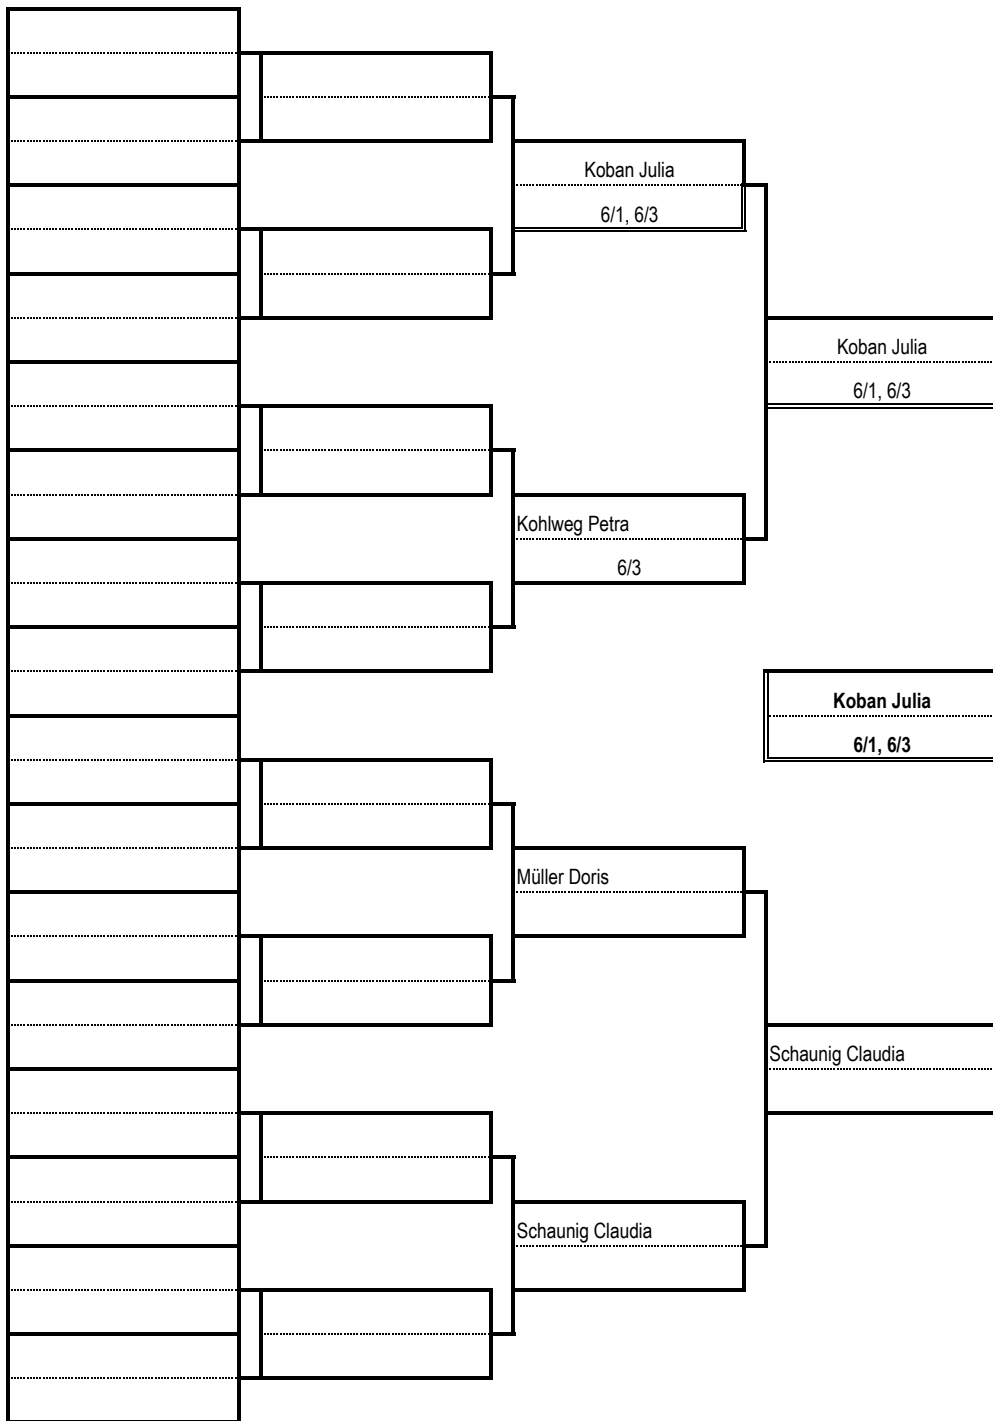 Koban Julia
6/1, 6/3
Koban Julia
6/1, 6/3
Kohlweg Petra
6/3
Koban Julia
6/1, 6/3
Müller Doris
Schaunig Claudia
Schaunig Claudia